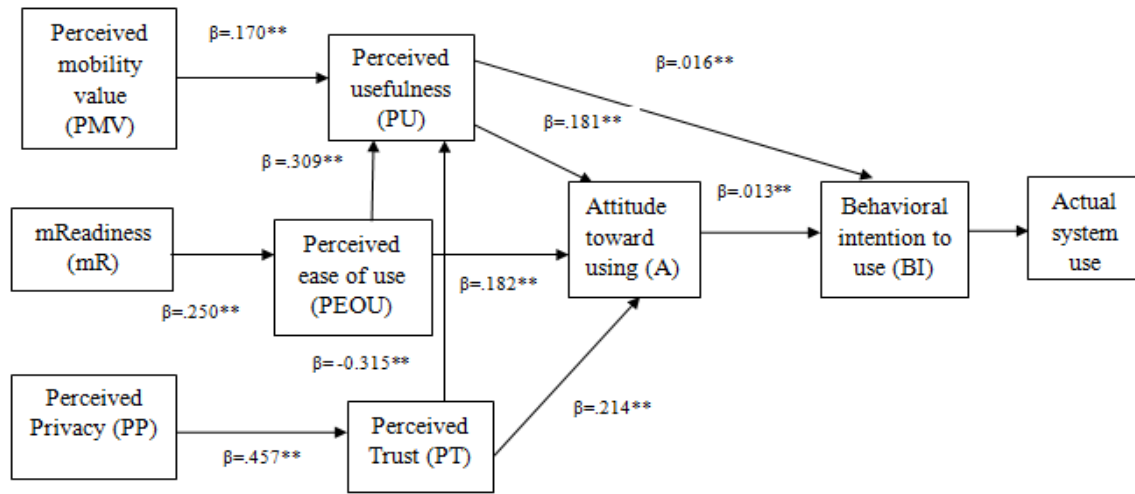 Perceived
mobility
value
(PMV)
β=.170**
Perceived
usefulness
(PU)
β=.016**
β=.181**
β =.309**
mReadiness
(mR)
β=.250**
Perceived
ease of use
(PEOU)
β=.182**
Attitude
toward
using (A)
β=.013**
Behavioral
intention to
use (BI)
Actual
system
use
β= -0.315**
Perceived
Privacy (PP)
β=.457**
Perceived
Trust (PT)
β=.214**